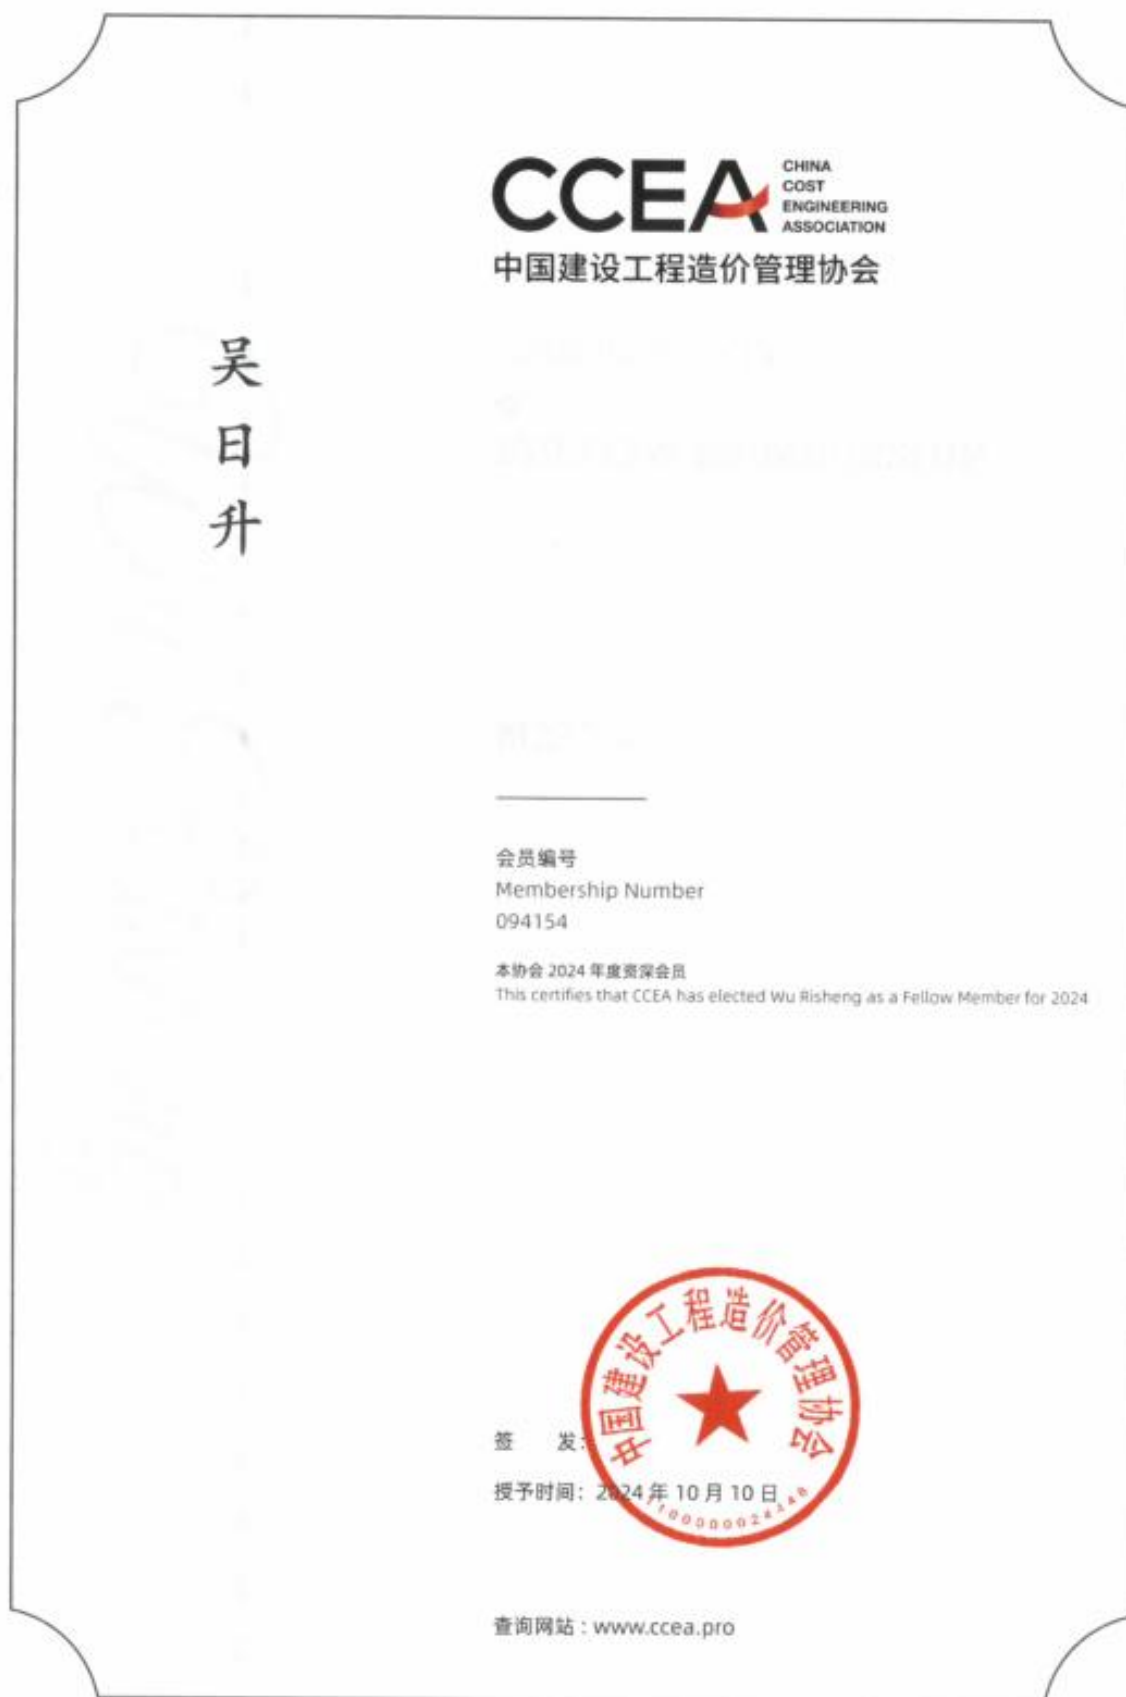 CCEA
CHINA
COST
ENGINEERING
ASSOCIATION
中国建设工程造价管理协会
吴日升
会员编号
Membership Number
094154
本协会 2024 年度资深会员
This certifies that CCEA has elected Wu Risheng as a Fellow Member for 2024
中国建设工程造价管理协会
签 发:
授予时间: 2024 年 10 月 10 日
查询网站 : www.ccea.pro